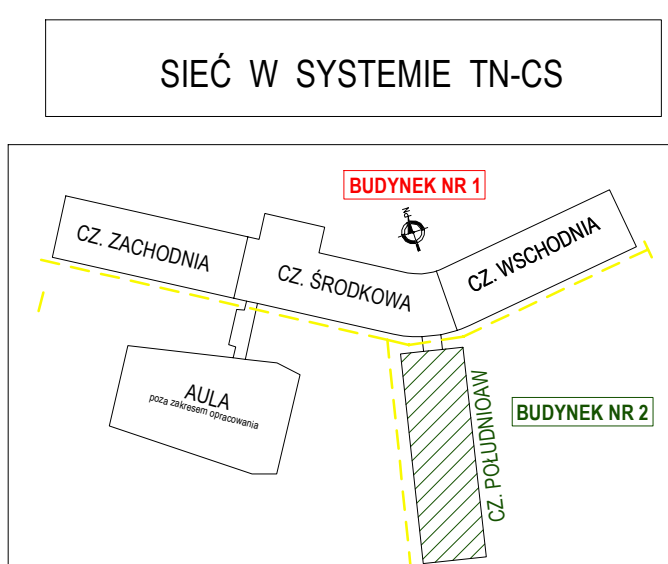 SIEĆ W SYSTEMIE TN-CS
BUDYNEK NR 1
PN
CZ. ZACHODNIA
CZ. ŚRODKOWA
CZ. WSCHODNIA
AULA
poza zakresem opracowania
CZ. POŁUDNIOAW
BUDYNEK NR 2